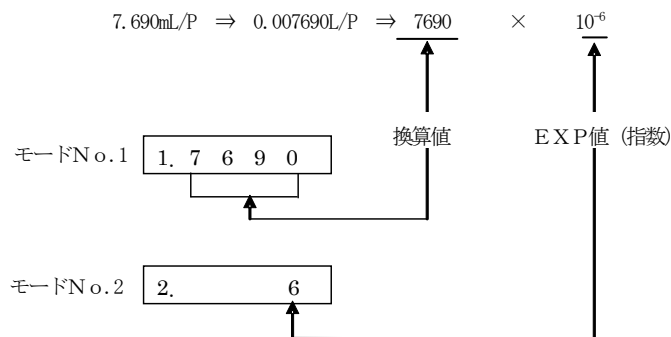 7.690mL/P ⇒ 0.007690L/P ⇒ 7690 × 10⁻⁶
換算値 EXP値（指数）
モードNo.1 1. 7 6 9 0
モードNo.2 2. 6